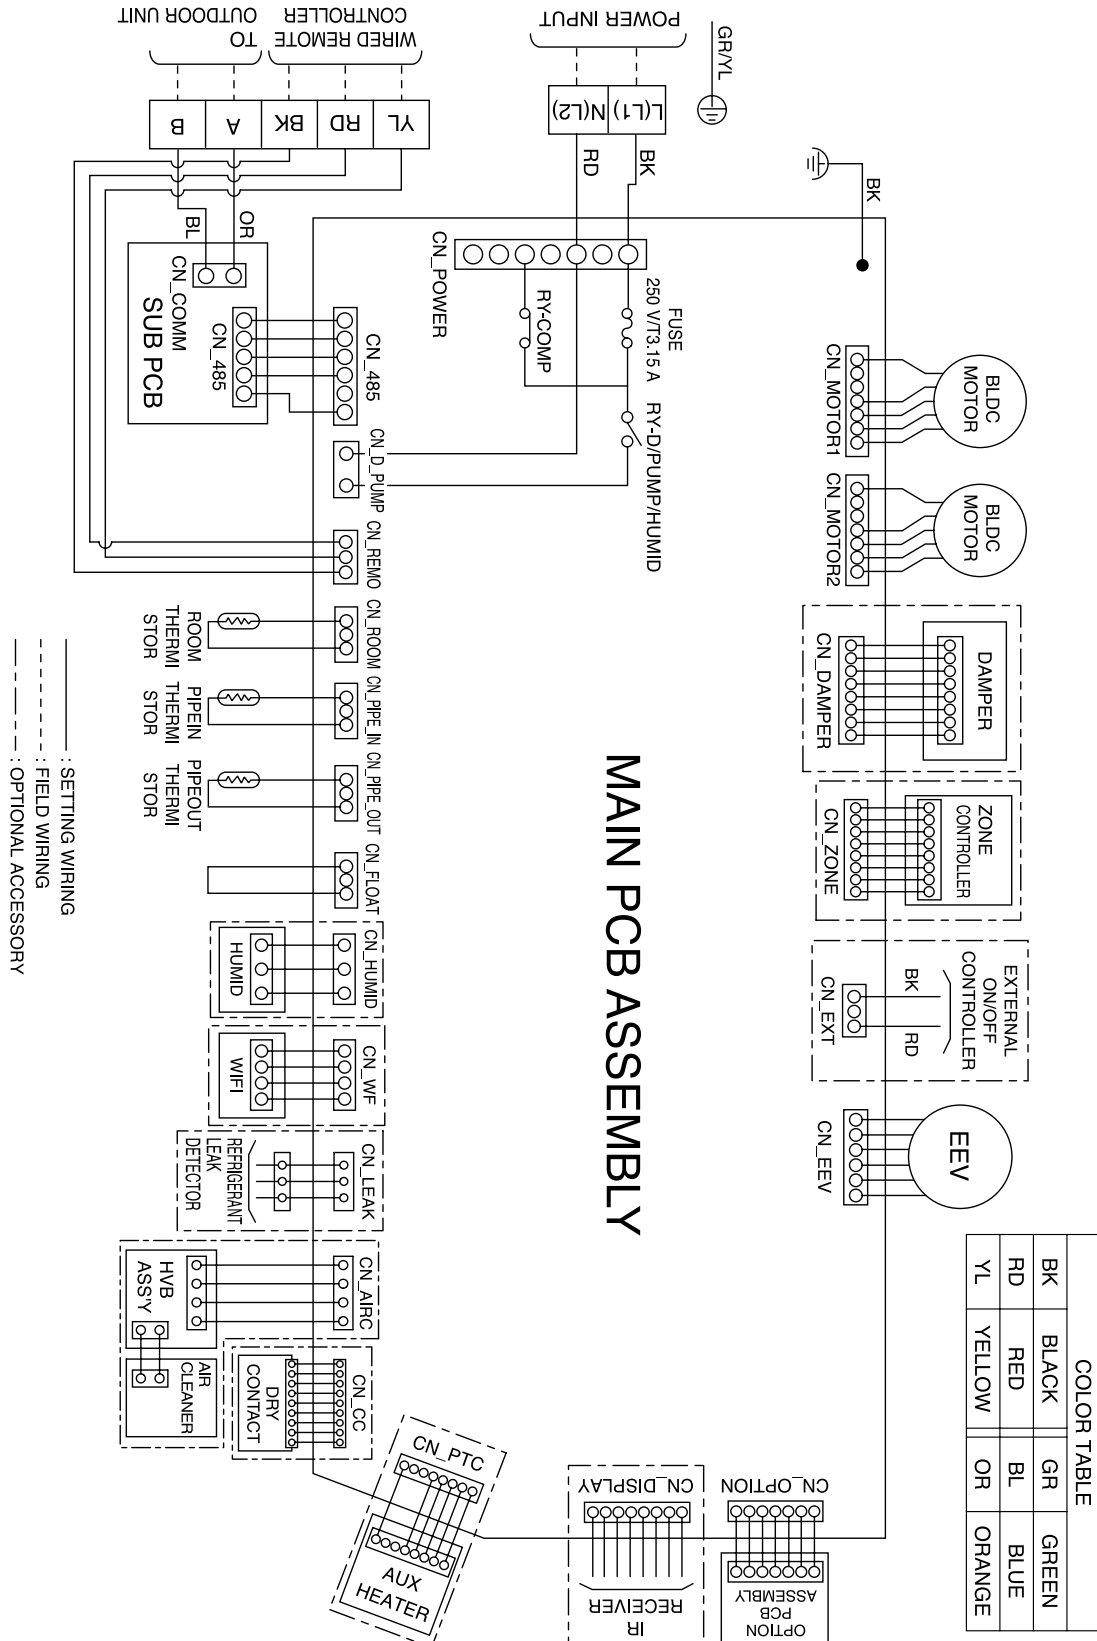 POWER INPUT
L(L1)
N(L2)
BK
RD
GR/YL
BK
WIRED REMOTE
CONTROLLER
TO
OUTDOOR UNIT
YL
RD
BK
A
B
OR
BL
CN_COMM
SUB PCB
CN_485
CN_485
CN_POWER
FUSE
250 V/T3.15 A
RY-COMP
RY-D/PUMP/HUMID
CN_D_PUMP
CN_REMO
CN_ROOM
ROOM
THERMI
STOR
CN_PIPE_IN
PIPEIN
THERMI
STOR
CN_PIPE_OUT
PIPEOUT
THERMI
STOR
CN_FLOAT
CN_HUMID
HUMID
CN_WF
WIFI
CN_LEAK
REFRIGERANT
LEAK
DETECTOR
CN_AIRC
HVB
ASS'Y
AIR
CLEANER
CN_CC
DRY
CONTACT
CN_PTC
AUX
HEATER
CN_DISPLAY
IR
RECEIVER
CN_OPTION
OPTION
PCB
ASSEMBLY
MAIN PCB ASSEMBLY
BLDC
MOTOR
CN_MOTOR1
BLDC
MOTOR
CN_MOTOR2
DAMPER
CN_DAMPER
ZONE
CONTROLLER
CN_ZONE
EXTERNAL
ON/OFF
CONTROLLER
BK
RD
CN_EXT
EEV
CN_EEV
COLOR TABLE
BK BLACK GR GREEN
RD RED BL BLUE
YL YELLOW OR ORANGE
: SETTING WIRING
: FIELD WIRING
: OPTIONAL ACCESSORY